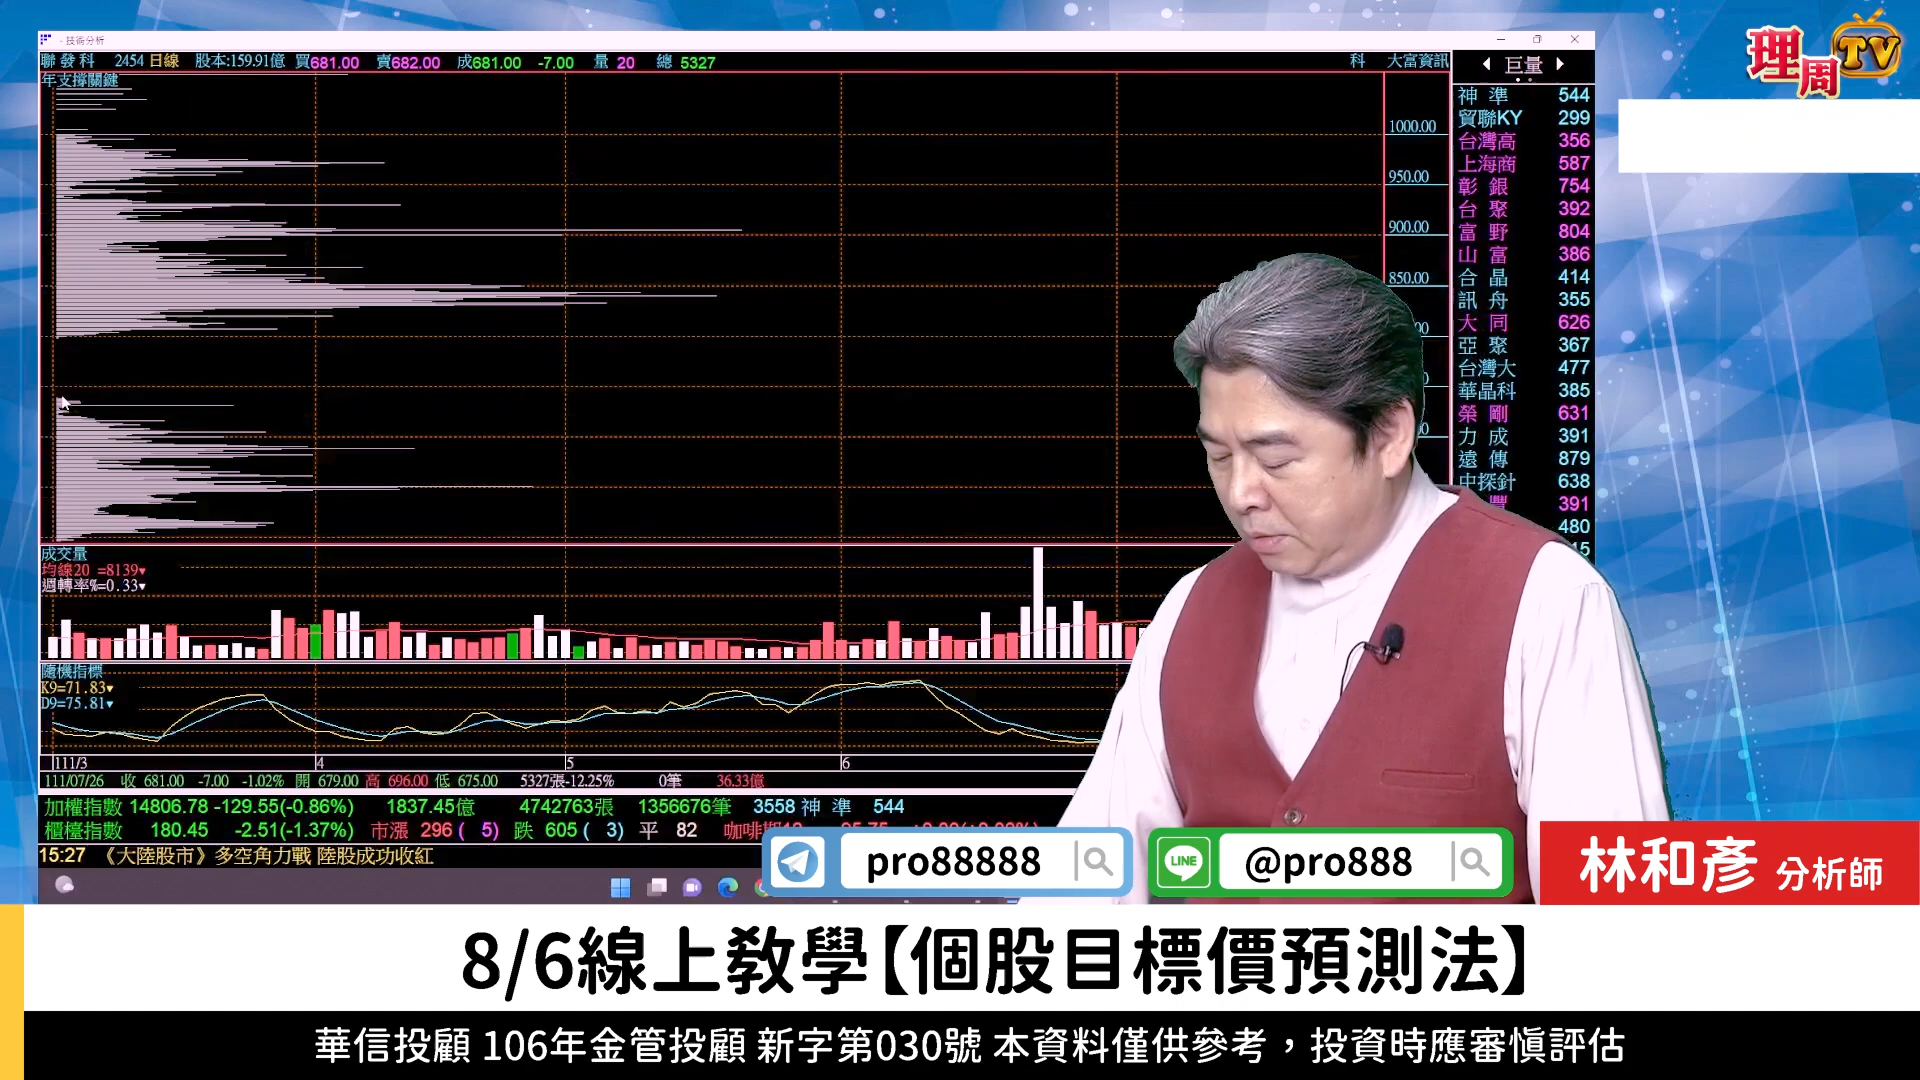 - 技術分析
理周TV
聯發科 2454 日線 股本:159.91億 買681.00 賣682.00 成681.00 -7.00 量 20 總 5327 科 大富資訊
年支撐關鍵
巨量
1000.00
950.00
900.00
850.00
神準 544
貿聯KY 299
台灣高 356
上海商 587
彰銀 754
台聚 392
富野 804
山富 386
合晶 414
訊舟 355
大同 626
亞聚 367
台灣大 477
華晶科 385
榮剛 631
力成 391
遠傳 879
中探針 638
豐 391
480
15
成交量
均線20 =8139▾
週轉率%=0.33▾
隨機指標
K9=71.83▾
D9=75.81▾
111/3 4 5 6
111/07/26 收 681.00 -7.00 -1.02% 開 679.00 高 696.00 低 675.00 5327張-12.25% 0筆 36.33億
加權指數 14806.78 -129.55(-0.86%) 1837.45億 4742763張 1356676筆 3558 神準 544
櫃檯指數 180.45 -2.51(-1.37%) 市漲 296 ( 5) 跌 605 ( 3) 平 82
15:27 《大陸股市》多空角力戰 陸股成功收紅
pro88888
LINE @pro888
林和彥 分析師
8/6線上教學【個股目標價預測法】
華信投顧 106年金管投顧 新字第030號 本資料僅供參考，投資時應審慎評估